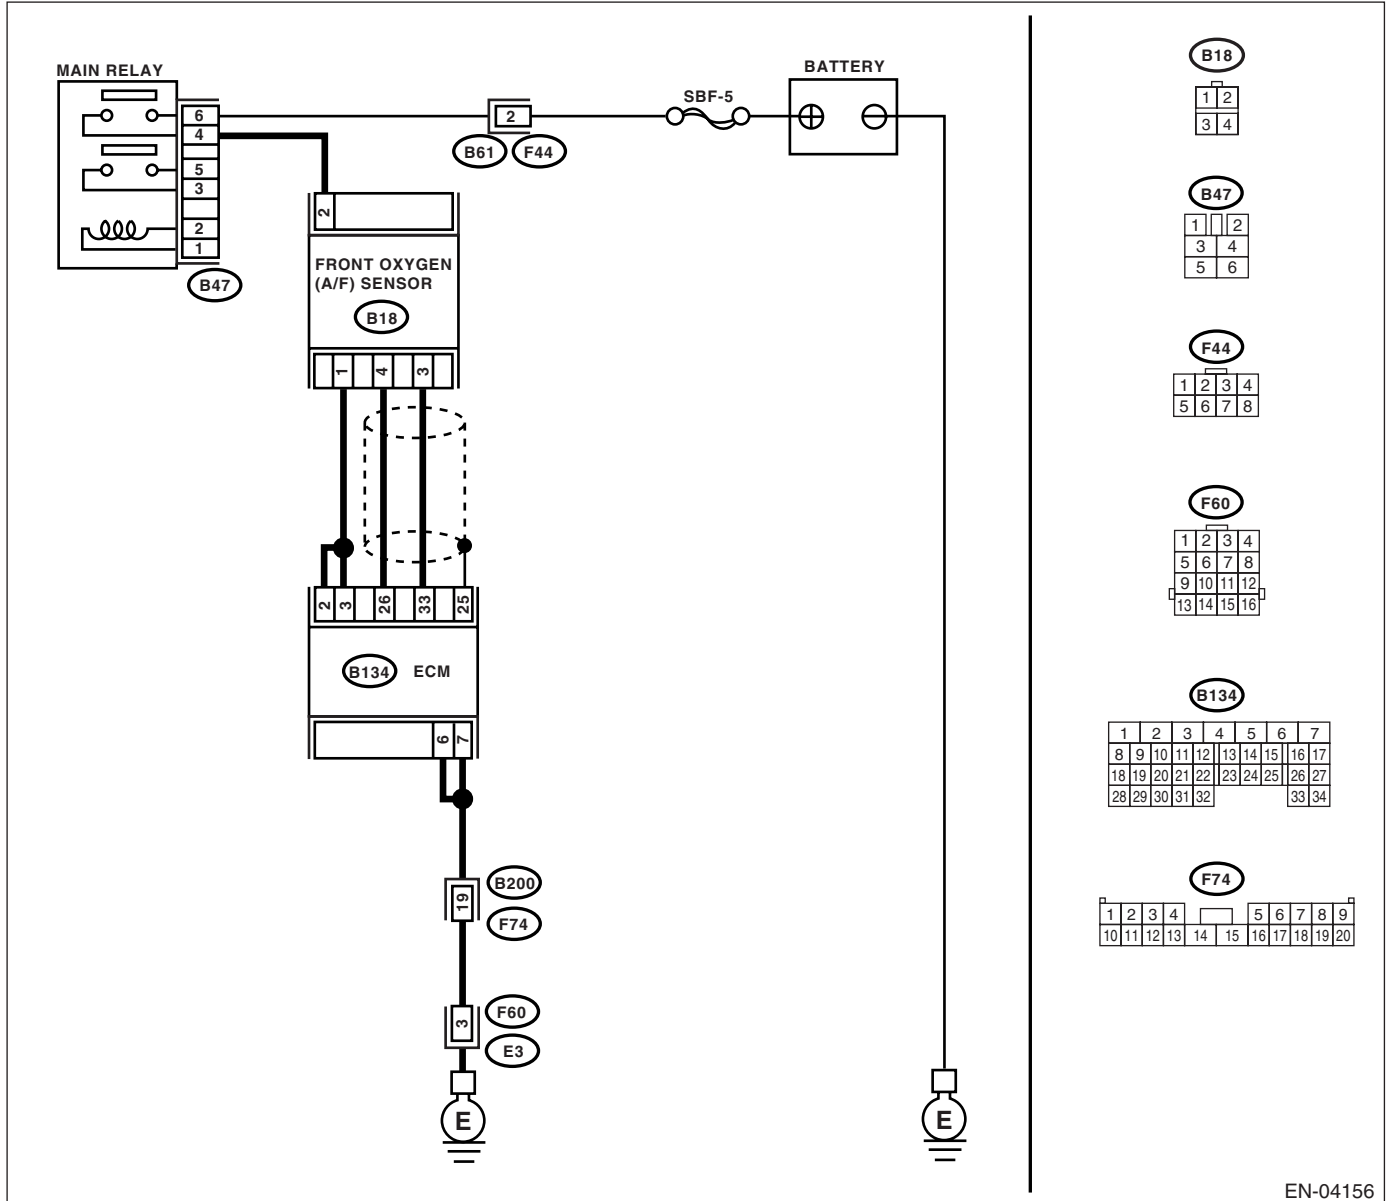 MAIN RELAY
6
4
5
3
2
1
B47
2
B61 F44
SBF-5
BATTERY
2
FRONT OXYGEN
(A/F) SENSOR
B18
1 4 3
2 3 26 33 25
B134 ECM
6 7
19
B200
F74
3
F60
E3
E
E
B18
1 2
3 4
B47
1 2
3 4
5 6
F44
1 2 3 4
5 6 7 8
F60
1 2 3 4
5 6 7 8
9 10 11 12
13 14 15 16
B134
1 2 3 4 5 6 7
8 9 10 11 12 13 14 15 16 17
18 19 20 21 22 23 24 25 26 27
28 29 30 31 32 33 34
F74
1 2 3 4 5 6 7 8 9
10 11 12 13 14 15 16 17 18 19 20
EN-04156